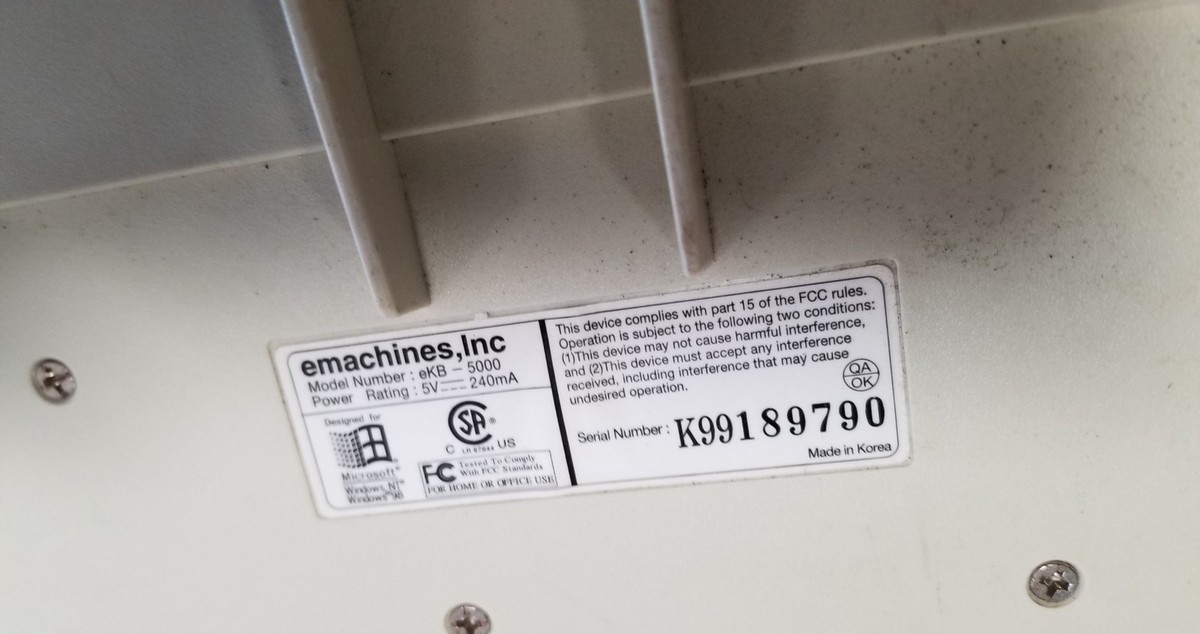 emachines,Inc
Model Number : eKB - 5000
Power Rating : 5V 240mA
Designed for
Microsoft®
Windows NT®
Windows®98
SA®
C US
FC Tested To Comply
With FCC Standards
FOR HOME OR OFFICE USE
This device complies with part 15 of the FCC rules.
Operation is subject to the following two conditions:
(1)This device may not cause harmful interference,
and (2)This device must accept any interference
received, including interference that may cause
undesired operation.
QA
OK
Serial Number : K99189790
Made in Korea